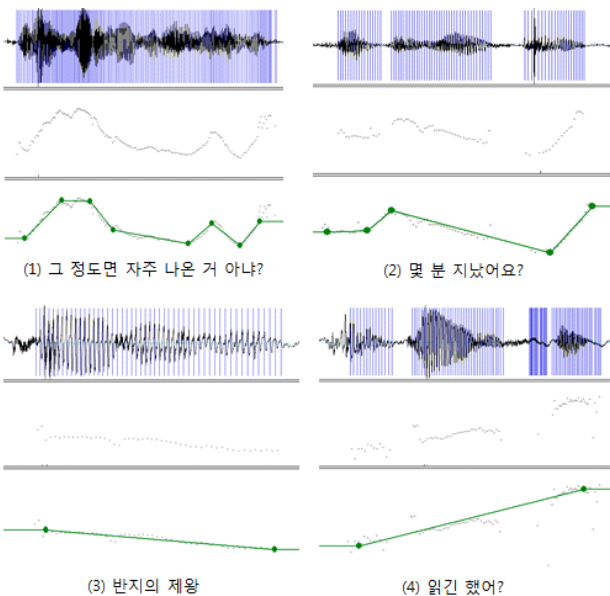 (1) 그 정도면 자주 나온 거 아냐?
(2) 몇 분 지났어요?
(3) 반지의 제왕
(4) 읽긴 했어?